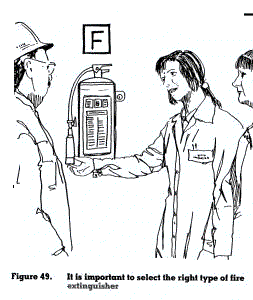 F
Figure 49. It is important to select the right type of fire
extinguisher